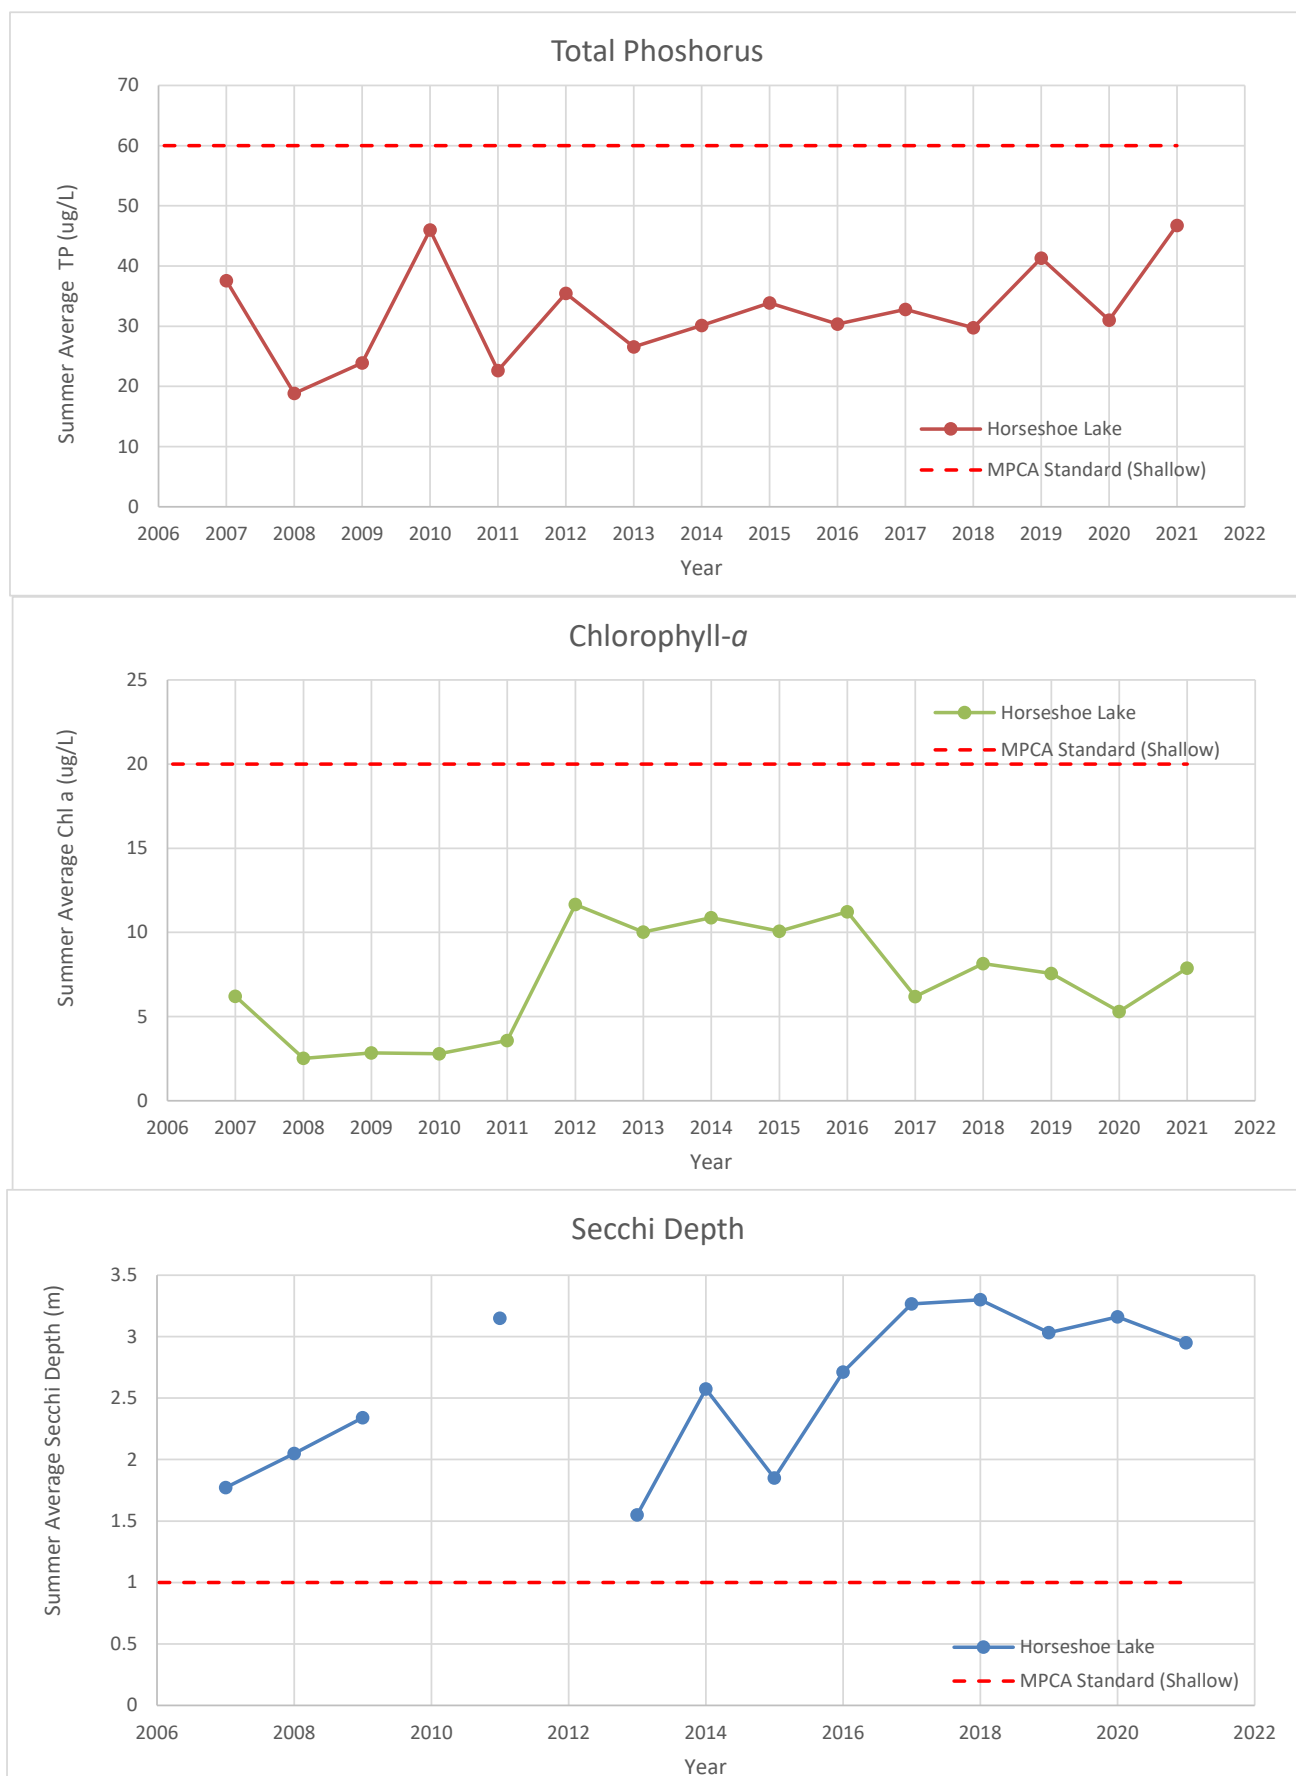 Total Phoshorus
Summer Average TP (ug/L)
70
60
50
40
30
20
10
0
Horseshoe Lake
MPCA Standard (Shallow)
2006 2007 2008 2009 2010 2011 2012 2013 2014 2015 2016 2017 2018 2019 2020 2021 2022
Year
Chlorophyll-a
Summer Average Chl a (ug/L)
25
20
15
10
5
0
Horseshoe Lake
MPCA Standard (Shallow)
2006 2007 2008 2009 2010 2011 2012 2013 2014 2015 2016 2017 2018 2019 2020 2021 2022
Year
Secchi Depth
Summer Average Secchi Depth (m)
3.5
3
2.5
2
1.5
1
0.5
0
Horseshoe Lake
MPCA Standard (Shallow)
2006 2008 2010 2012 2014 2016 2018 2020 2022
Year